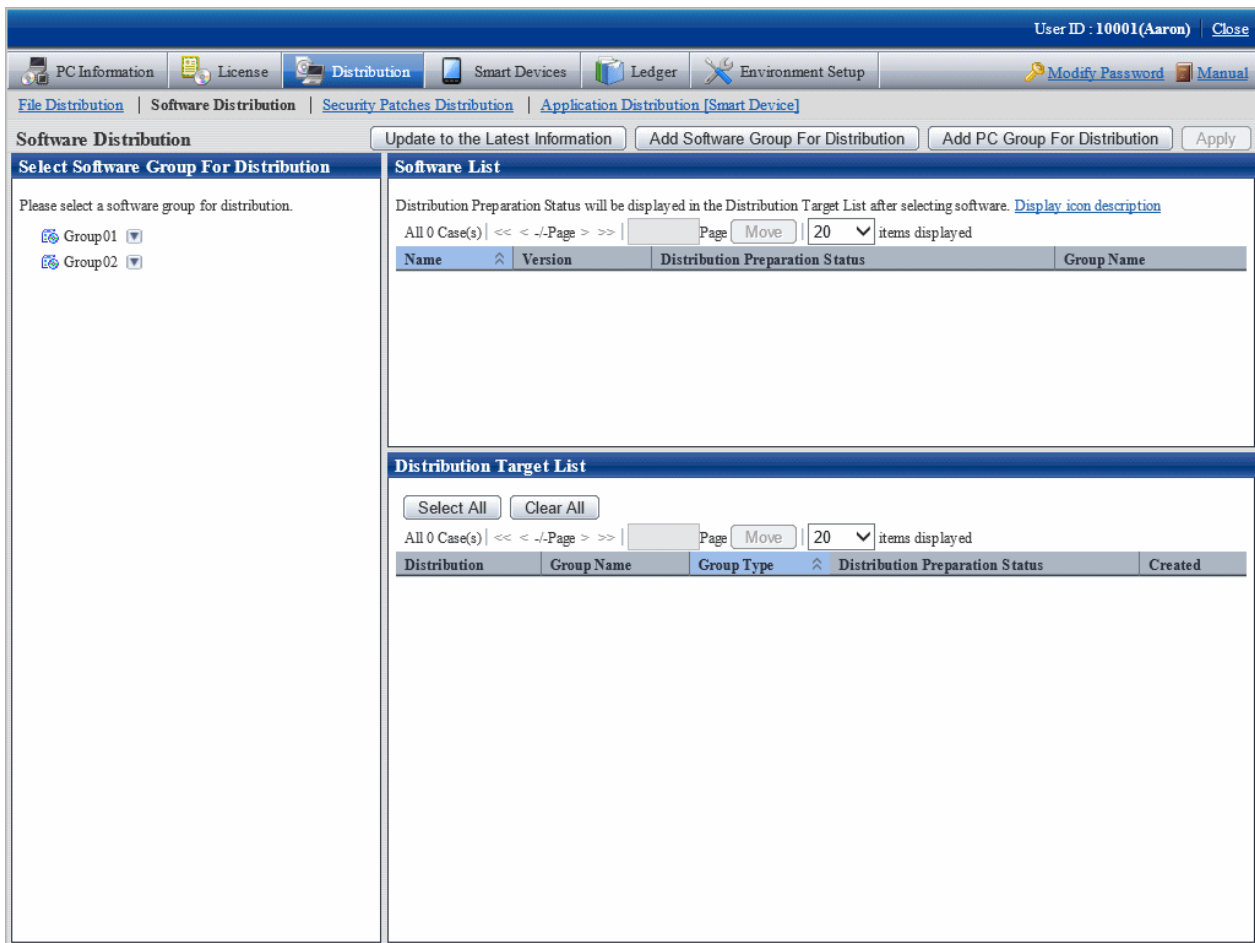 User ID : 10001(Aaron) Close
PC Information License Distribution Smart Devices Ledger Environment Setup Modify Password Manual
File Distribution | Software Distribution | Security Patches Distribution | Application Distribution [Smart Device]
Software Distribution Update to the Latest Information Add Software Group For Distribution Add PC Group For Distribution Apply
Select Software Group For Distribution
Please select a software group for distribution.
Group01
Group02
Software List
Distribution Preparation Status will be displayed in the Distribution Target List after selecting software. Display icon description
All 0 Case(s) | << < -/-Page > >> | Page Move | 20 items displayed
Name Version Distribution Preparation Status Group Name
Distribution Target List
Select All Clear All
All 0 Case(s) | << < -/-Page > >> | Page Move | 20 items displayed
Distribution Group Name Group Type Distribution Preparation Status Created